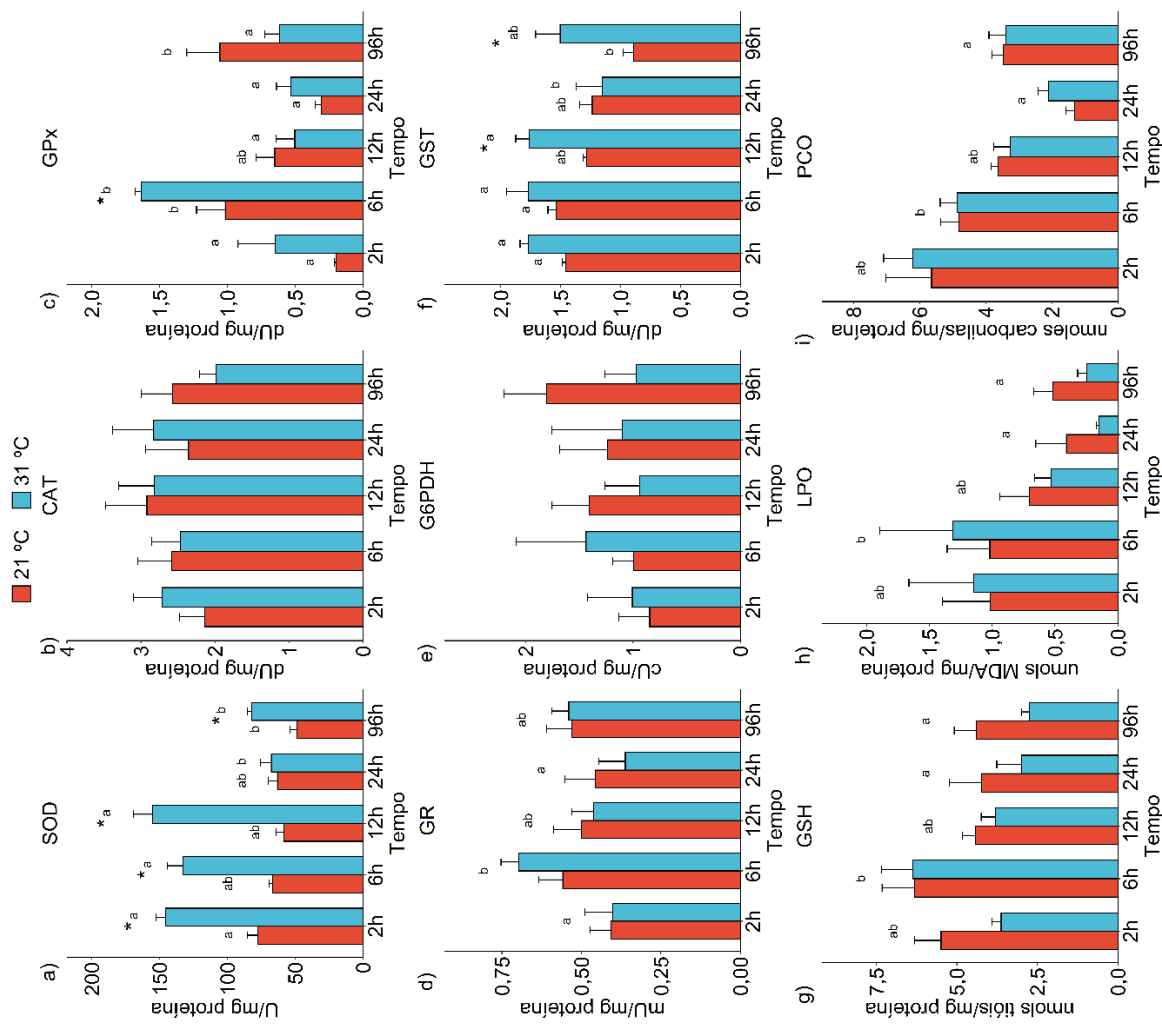 21 ºC 31 ºC
a) SOD
U/mg proteína
200
150
100
50
0
a * a ab * a ab * a ab b b * b
2h 6h 12h 24h 96h
Tempo
b) CAT
dU/mg proteína
4
3
2
1
0
2h 6h 12h 24h 96h
Tempo
c) GPx
dU/mg proteína
2,0
1,5
1,0
0,5
0,0
a a b * b ab a a a b a
2h 6h 12h 24h 96h
Tempo
d) GR
mU/mg proteína
0,75
0,50
0,25
0,00
a b ab a ab
2h 6h 12h 24h 96h
Tempo
e) G6PDH
cU/mg proteína
2
1
0
2h 6h 12h 24h 96h
Tempo
f) GST
dU/mg proteína
2,0
1,5
1,0
0,5
0,0
a a a a ab * a ab b b * ab
2h 6h 12h 24h 96h
Tempo
g) GSH
nmols tióis/mg proteína
7,5
5,0
2,5
0,0
ab b ab a a
2h 6h 12h 24h 96h
Tempo
h) LPO
umols MDA/mg proteína
2,0
1,5
1,0
0,5
0,0
ab b ab a a
2h 6h 12h 24h 96h
Tempo
i) PCO
nmoles carbonilas/mg proteína
8
6
4
2
0
ab b ab a a
2h 6h 12h 24h 96h
Tempo